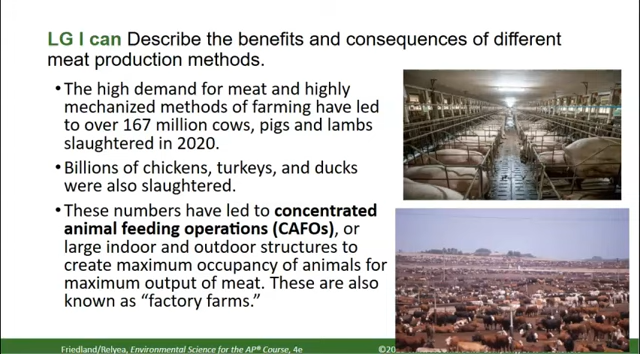 LG I can Describe the benefits and consequences of different
meat production methods.
• The high demand for meat and highly
mechanized methods of farming have led
to over 167 million cows, pigs and lambs
slaughtered in 2020.
• Billions of chickens, turkeys, and ducks
were also slaughtered.
• These numbers have led to concentrated
animal feeding operations (CAFOs), or
large indoor and outdoor structures to
create maximum occupancy of animals for
maximum output of meat. These are also
known as “factory farms.”
Friedland/Relyea, Environmental Science for the AP® Course, 4e